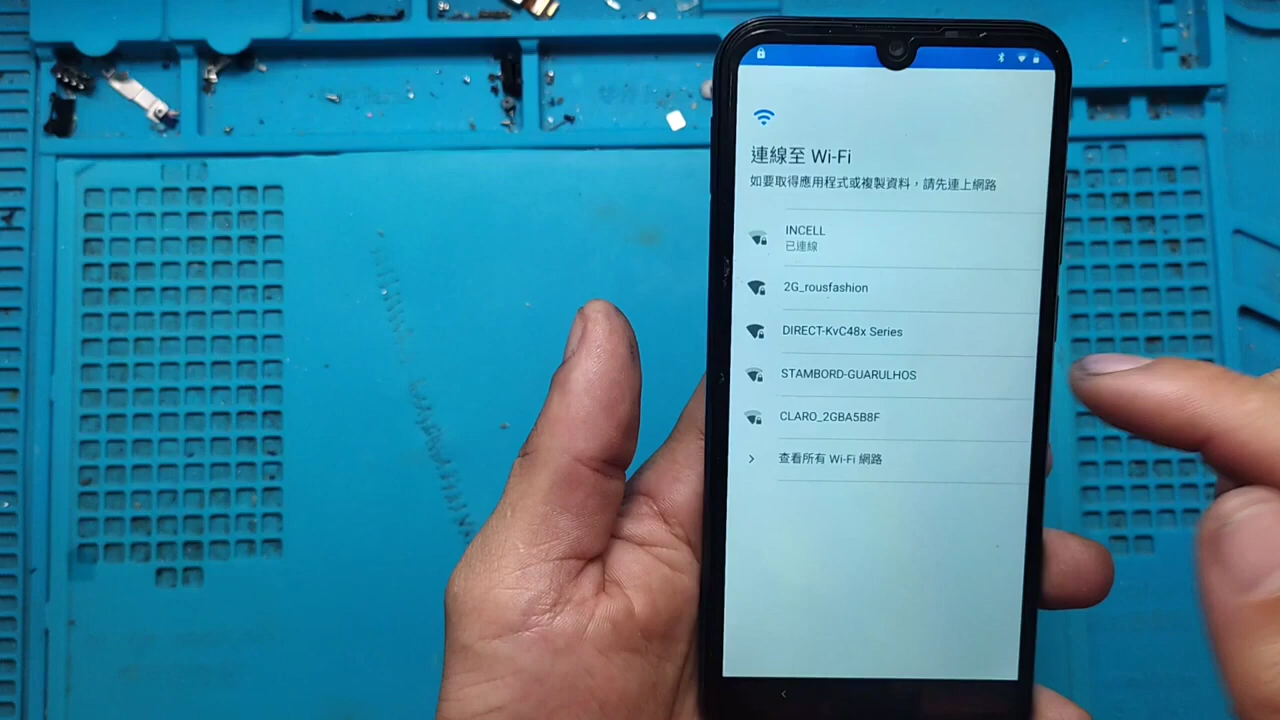 連線至 Wi-Fi
如要取得應用程式或複製資料，請先連上網路
INCELL
已連線
2G_rousfashion
DIRECT-KvC48x Series
STAMBORD-GUARULHOS
CLARO_2GBA5B8F
查看所有 Wi-Fi 網路